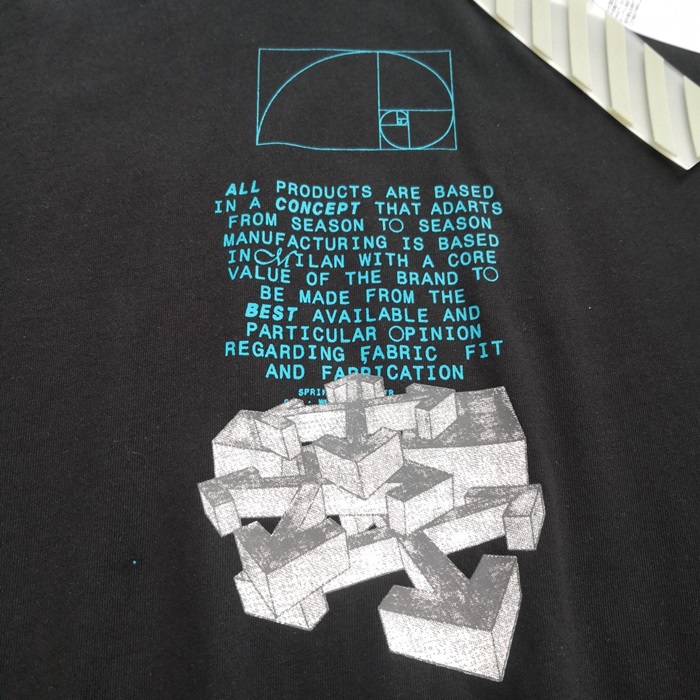 ALL PRODUCTS ARE BASED
IN A CONCEPT THAT ADARTS
FROM SEASON TO SEASON
MANUFACTURING IS BASED
IN MILAN WITH A CORE
VALUE OF THE BRAND TO
BE MADE FROM THE
BEST AVAILABLE AND
PARTICULAR OPINION
REGARDING FABRIC FIT
AND FABRICATION